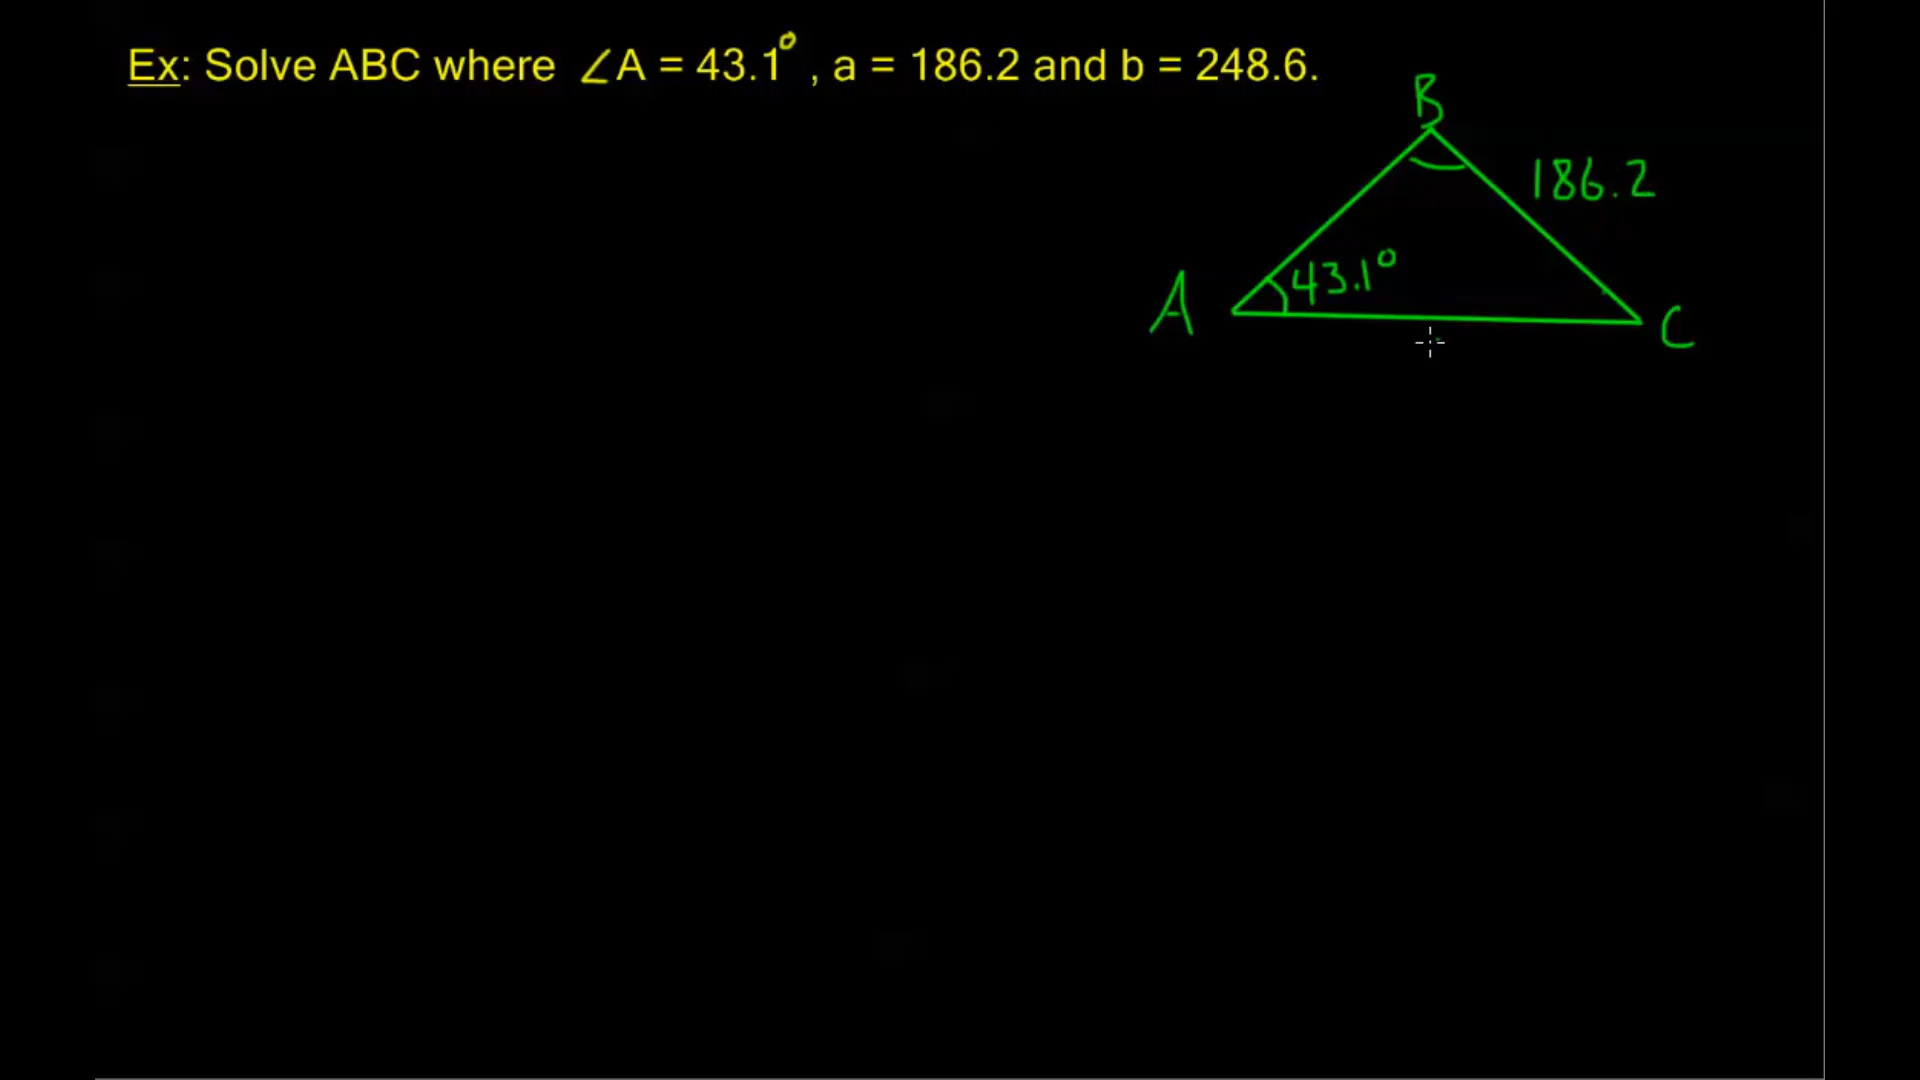 Ex: Solve ABC where ∠A = 43.1°, a = 186.2 and b = 248.6.
B
186.2
43.1°
A
C